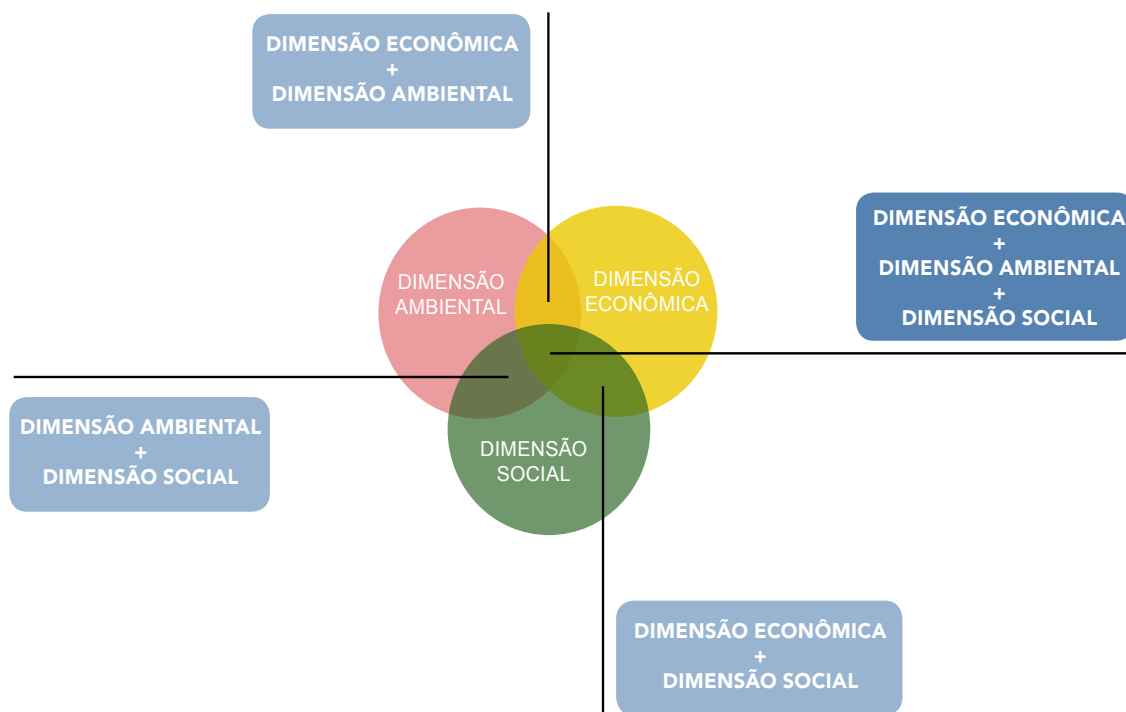 DIMENSÃO ECONÔMICA
+
DIMENSÃO AMBIENTAL
DIMENSÃO ECONÔMICA
+
DIMENSÃO AMBIENTAL
+
DIMENSÃO SOCIAL
DIMENSÃO
AMBIENTAL
DIMENSÃO
ECONÔMICA
DIMENSÃO AMBIENTAL
+
DIMENSÃO SOCIAL
DIMENSÃO
SOCIAL
DIMENSÃO ECONÔMICA
+
DIMENSÃO SOCIAL